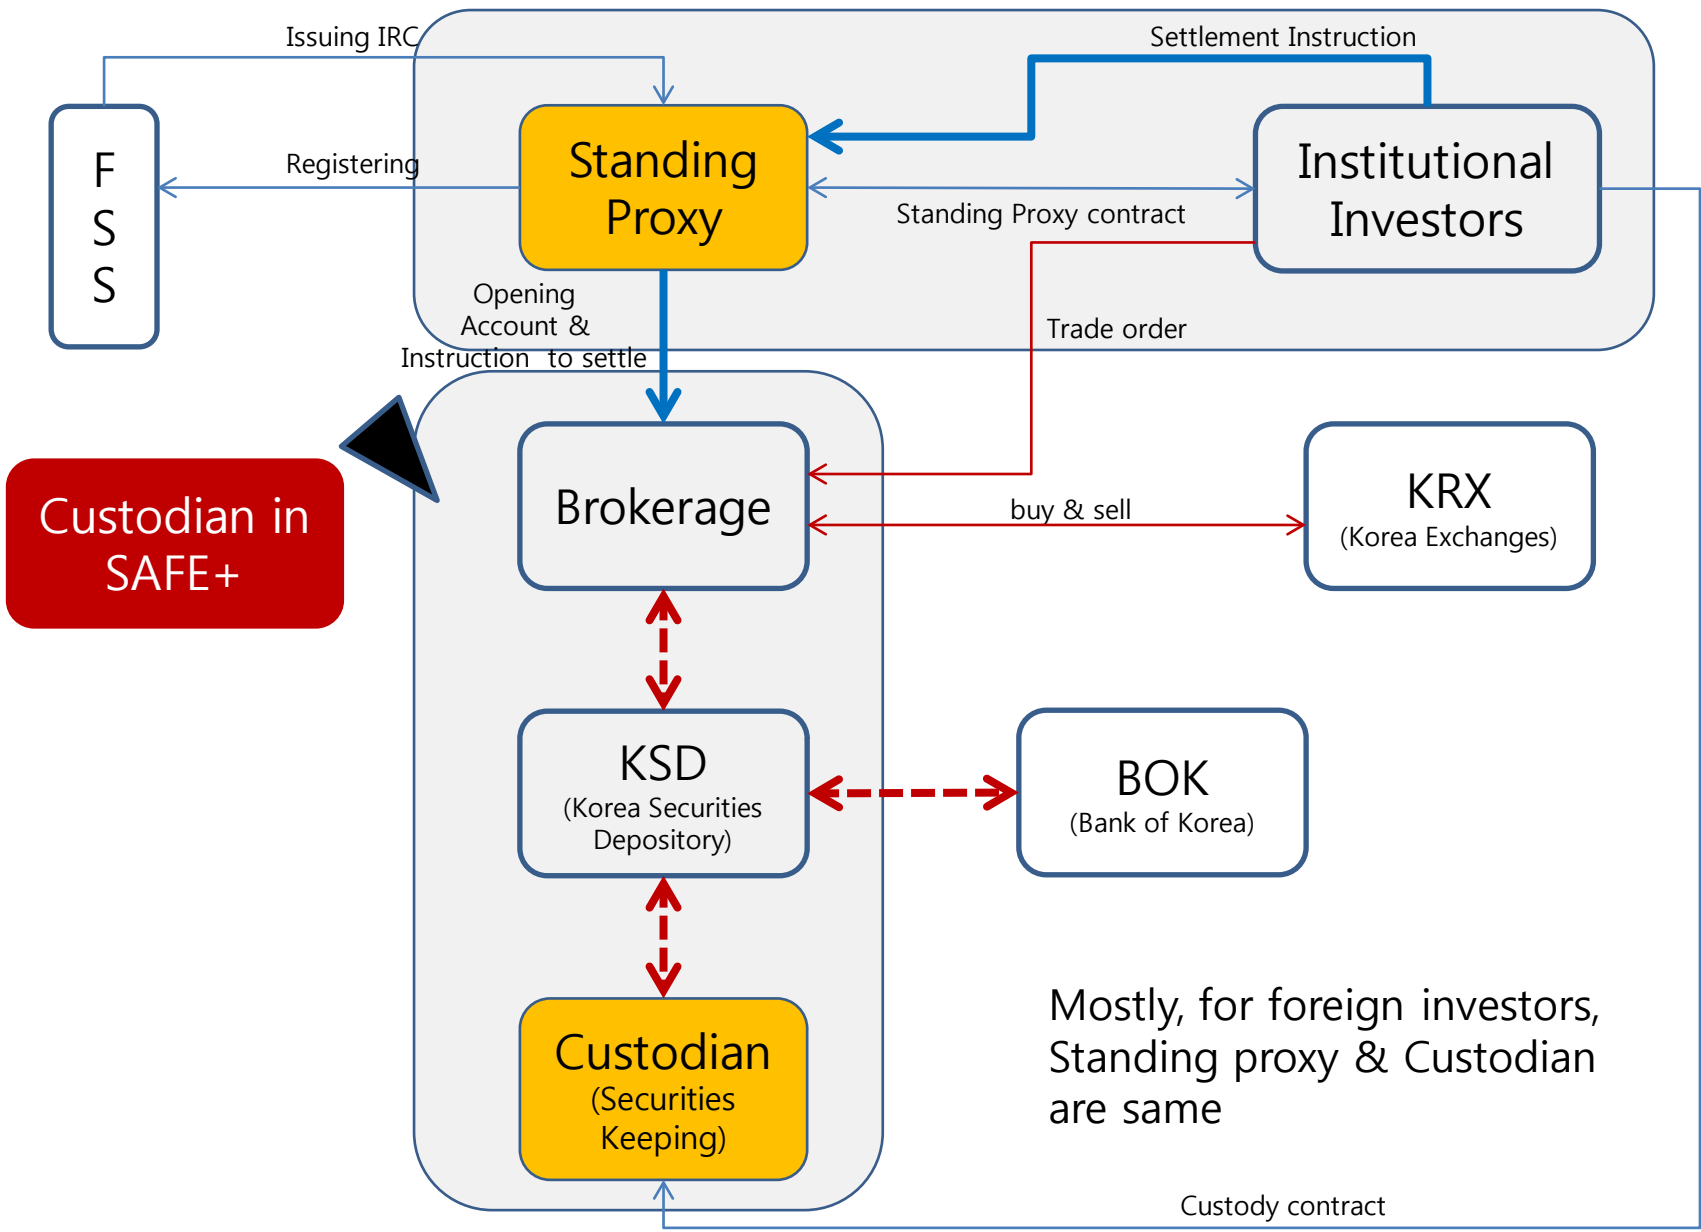 Issuing IRC
Settlement Instruction
F
S
S
Registering
Standing
Proxy
Institutional
Investors
Standing Proxy contract
Opening
Account &
Instruction to settle
Trade order
Custodian in
SAFE+
Brokerage
buy & sell
KRX
(Korea Exchanges)
KSD
(Korea Securities
Depository)
BOK
(Bank of Korea)
Custodian
(Securities
Keeping)
Mostly, for foreign investors,
Standing proxy & Custodian
are same
Custody contract